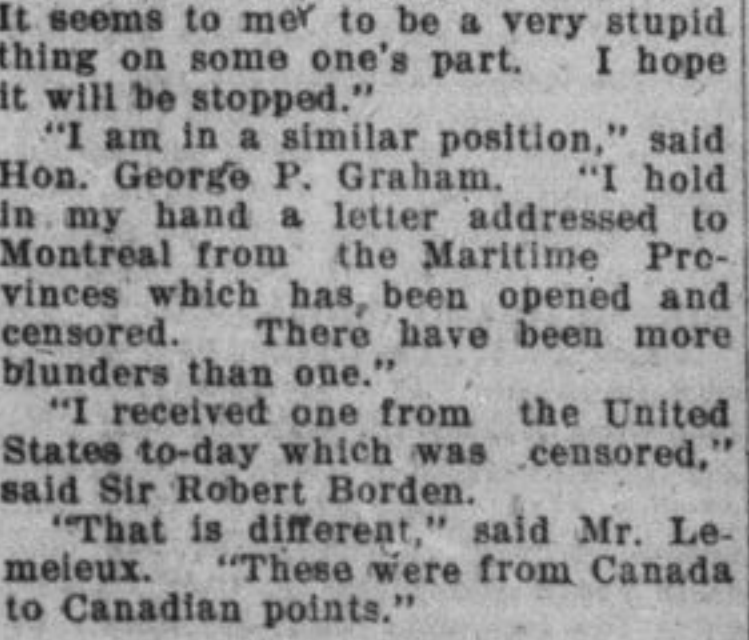 It seems to me to be a very stupid
thing on some one's part. I hope
it will be stopped."
"I am in a similar position," said
Hon. George P. Graham. "I hold
in my hand a letter addressed to
Montreal from the Maritime Pro-
vinces which has been opened and
censored. There have been more
blunders than one."
"I received one from the United
States to-day which was censored,"
said Sir Robert Borden.
"That is different," said Mr. Le-
meieux. "These were from Canada
to Canadian points."